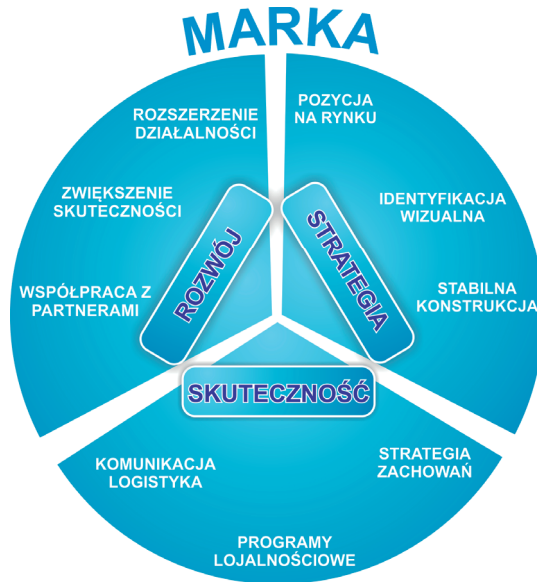 MARKA
ROZSZERZENIE
DZIAŁALNOŚCI
ZWIĘKSZENIE
SKUTECZNOŚCI
WSPÓŁPRACA Z
PARTNERAMI
ROZWÓJ
POZYCJA
NA RYNKU
IDENTYFIKACJA
WIZUALNA
STABILNA
KONSTRUKCJA
STRATEGIA
SKUTECZNOŚĆ
KOMUNIKACJA
LOGISTYKA
STRATEGIA
ZACHOWAŃ
PROGRAMY
LOJALNOŚCIOWE